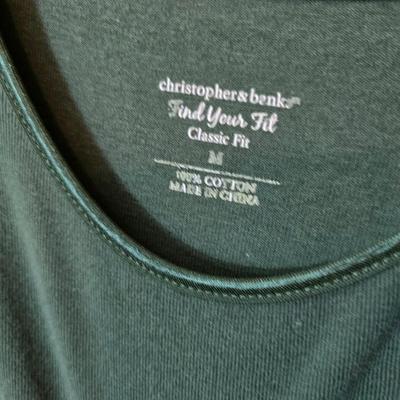 christopher&banks
Find Your Fit
Classic Fit
M
100% COTTON
MADE IN CHINA